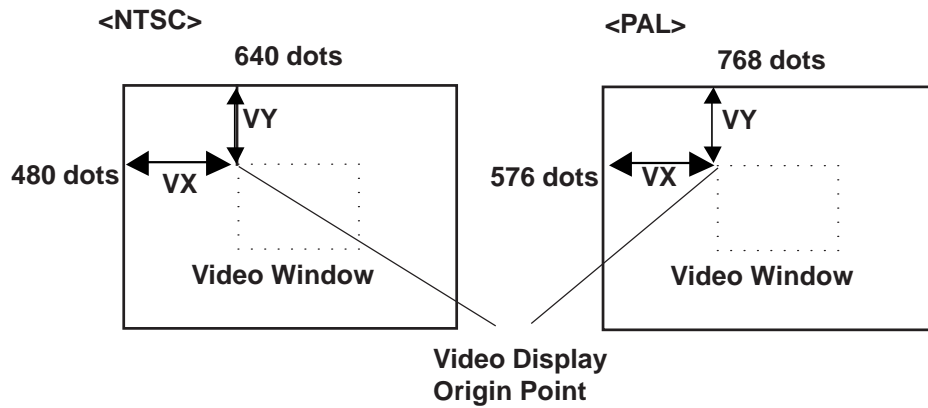 <NTSC>
640 dots
VY
480 dots
VX
Video Window
<PAL>
768 dots
VY
576 dots
VX
Video Window
Video Display
Origin Point